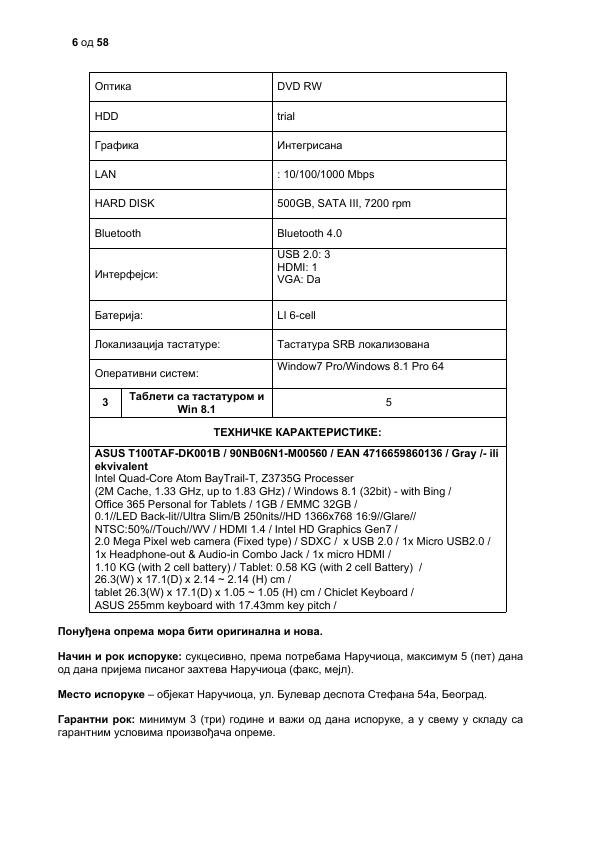 6 од 58
Оптика DVD RW
HDD trial
Графика Интегрисана
LAN : 10/100/1000 Mbps
HARD DISK 500GB, SATA III, 7200 rpm
Bluetooth Bluetooth 4.0
Интерфејси: USB 2.0: 3
HDMI: 1
VGA: Da
Батерија: LI 6-cell
Локализација тастатуре: Тастатура SRB локализована
Оперативни систем: Window7 Pro/Windows 8.1 Pro 64
3 Таблети са тастатуром и 5
Win 8.1
ТЕХНИЧКЕ КАРАКТЕРИСТИКЕ:
ASUS T100TAF-DK001B / 90NB06N1-M00560 / EAN 4716659860136 / Gray /- ili
ekvivalent
Intel Quad-Core Atom BayTrail-T, Z3735G Processer
(2M Cache, 1.33 GHz, up to 1.83 GHz) / Windows 8.1 (32bit) - with Bing /
Office 365 Personal for Tablets / 1GB / EMMC 32GB /
0.1//LED Back-lit//Ultra Slim/B 250nits//HD 1366x768 16:9//Glare//
NTSC:50%//Touch//WV / HDMI 1.4 / Intel HD Graphics Gen7 /
2.0 Mega Pixel web camera (Fixed type) / SDXC / x USB 2.0 / 1x Micro USB2.0 /
1x Headphone-out & Audio-in Combo Jack / 1x micro HDMI /
1.10 KG (with 2 cell battery) / Tablet: 0.58 KG (with 2 cell Battery) /
26.3(W) x 17.1(D) x 2.14 ~ 2.14 (H) cm /
tablet 26.3(W) x 17.1(D) x 1.05 ~ 1.05 (H) cm / Chiclet Keyboard /
ASUS 255mm keyboard with 17.43mm key pitch /
Понуђена опрема мора бити оригинална и нова.
Начин и рок испоруке: сукцесивно, према потребама Наручиоца, максимум 5 (пет) дана
од дана пријема писаног захтева Наручиоца (факс, мејл).
Место испоруке – објекат Наручиоца, ул. Булевар деспота Стефана 54а, Београд.
Гарантни рок: минимум 3 (три) године и важи од дана испоруке, а у свему у складу са
гарантним условима произвођача опреме.